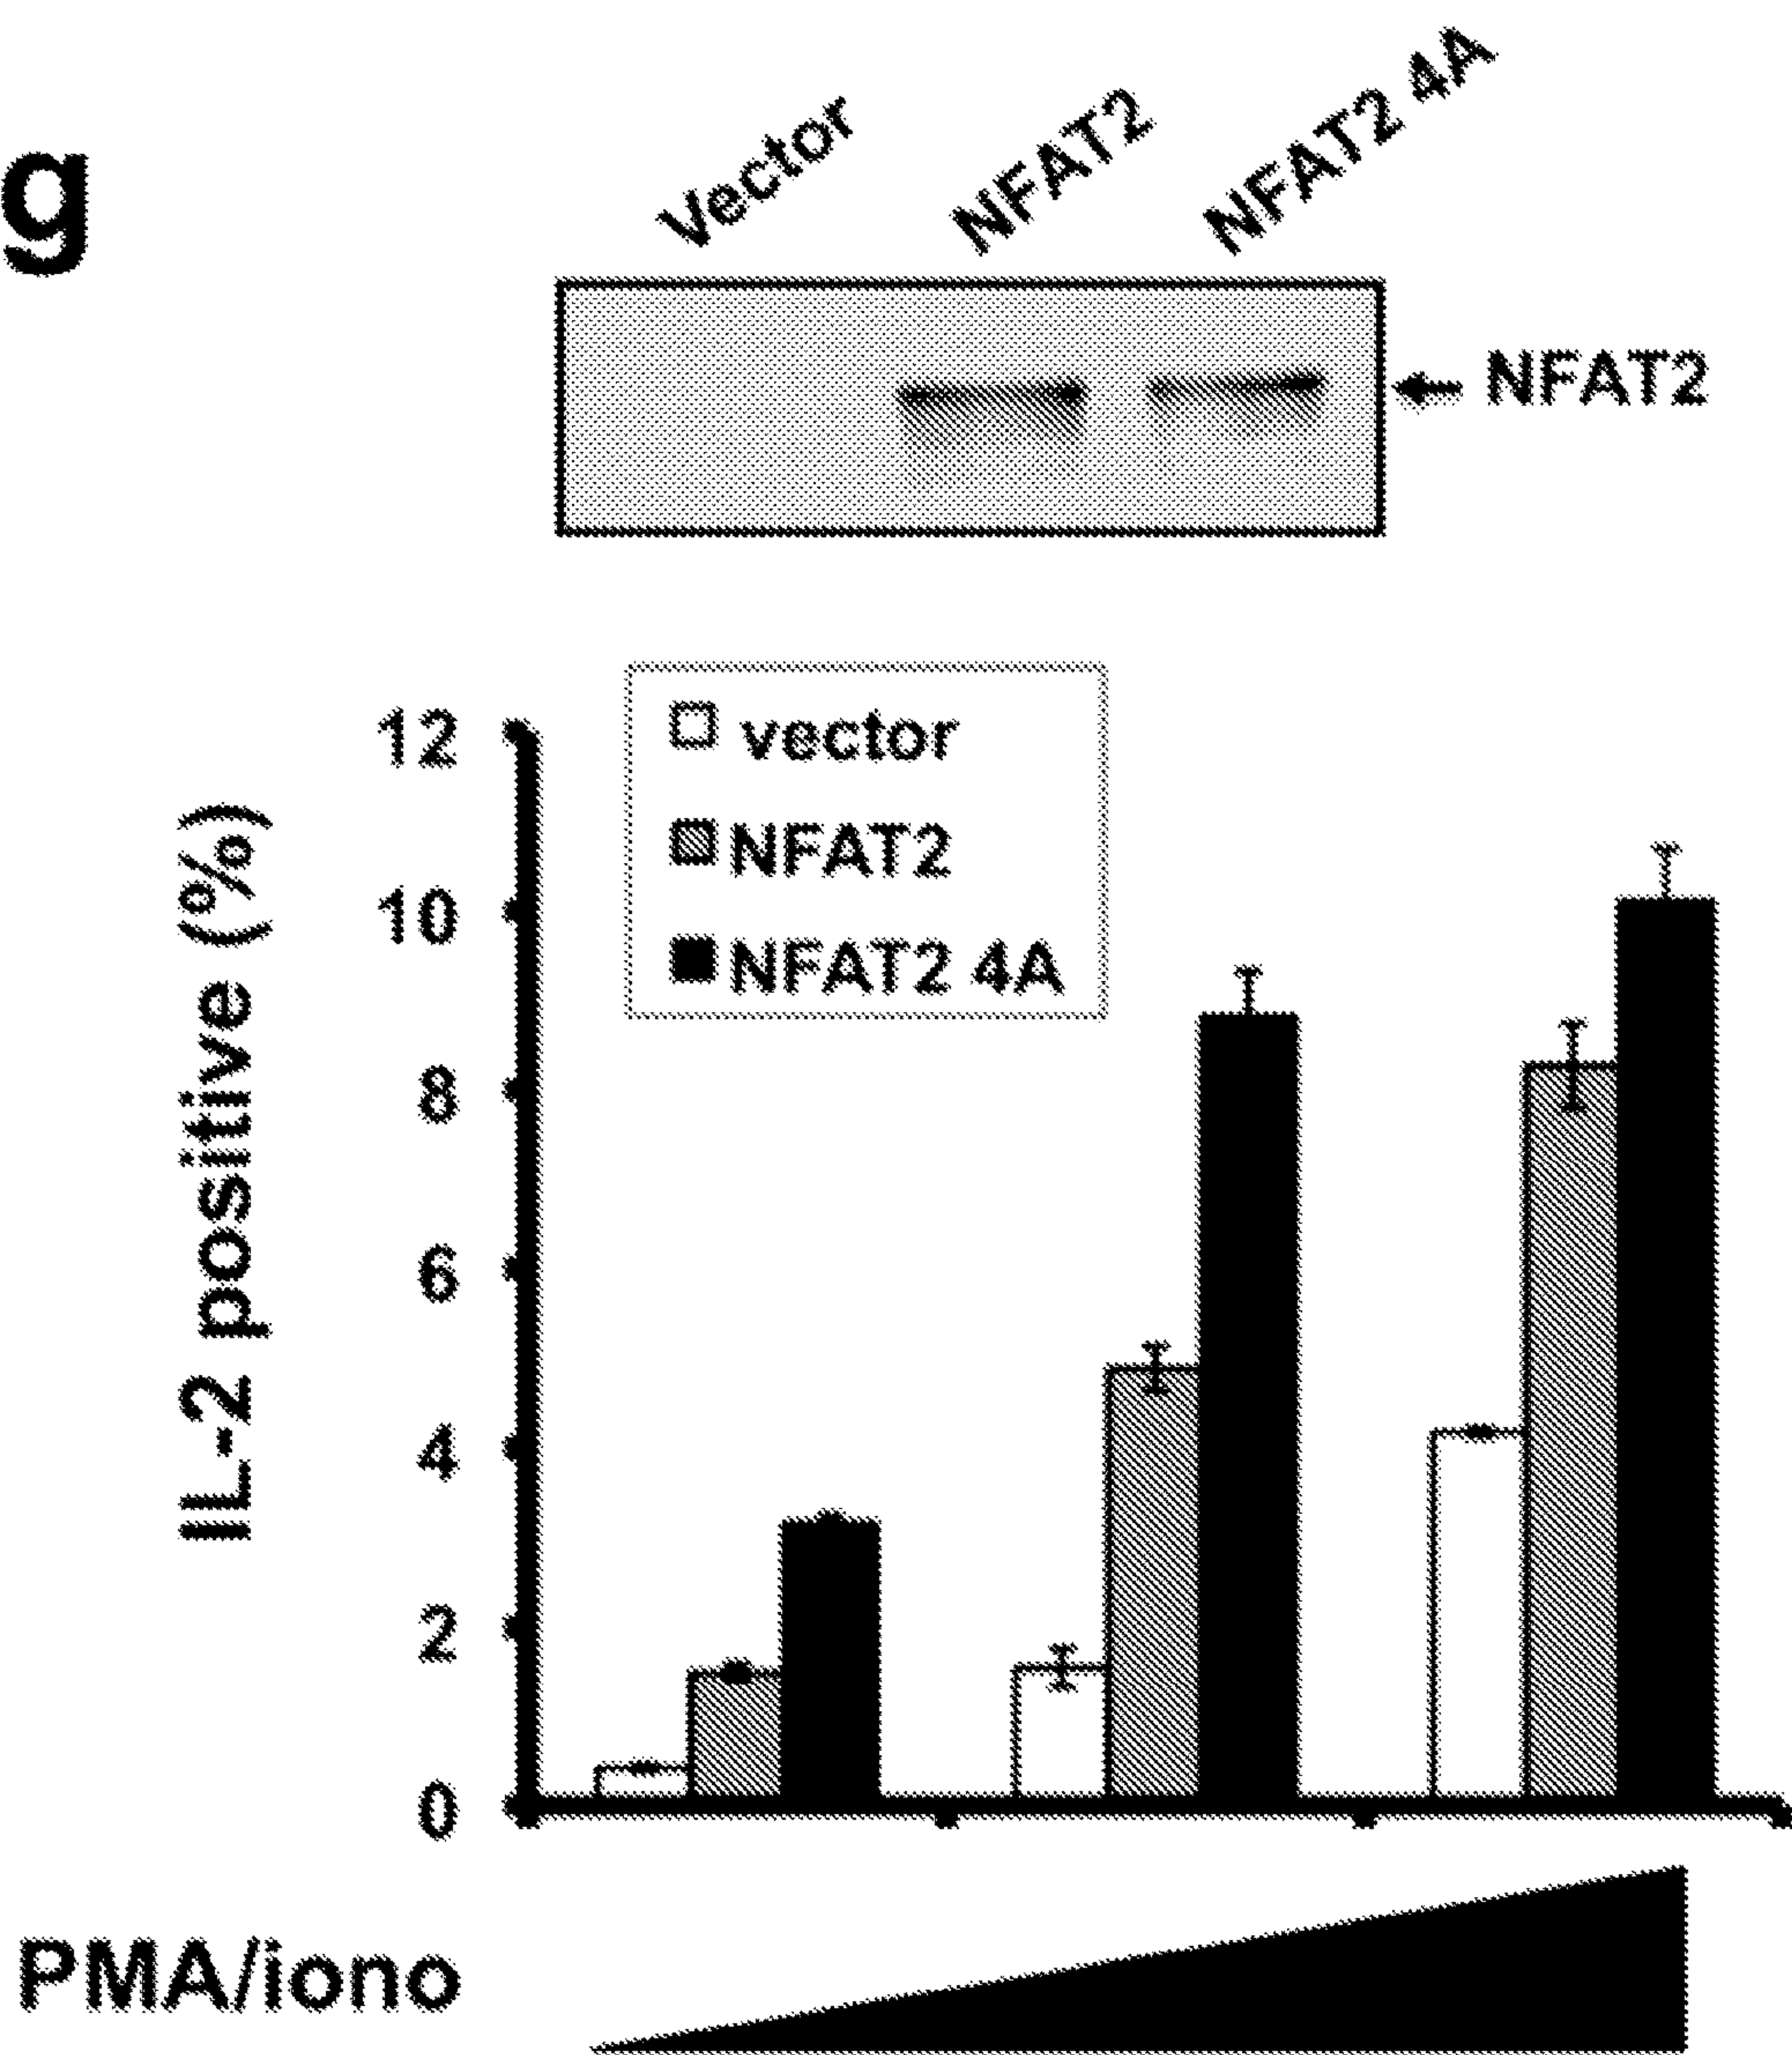 g
Vector
NFAT2
NFAT2 4A
NFAT2
vector
NFAT2
NFAT2 4A
IL-2 positive (%)
12
10
8
6
4
2
0
PMA/iono